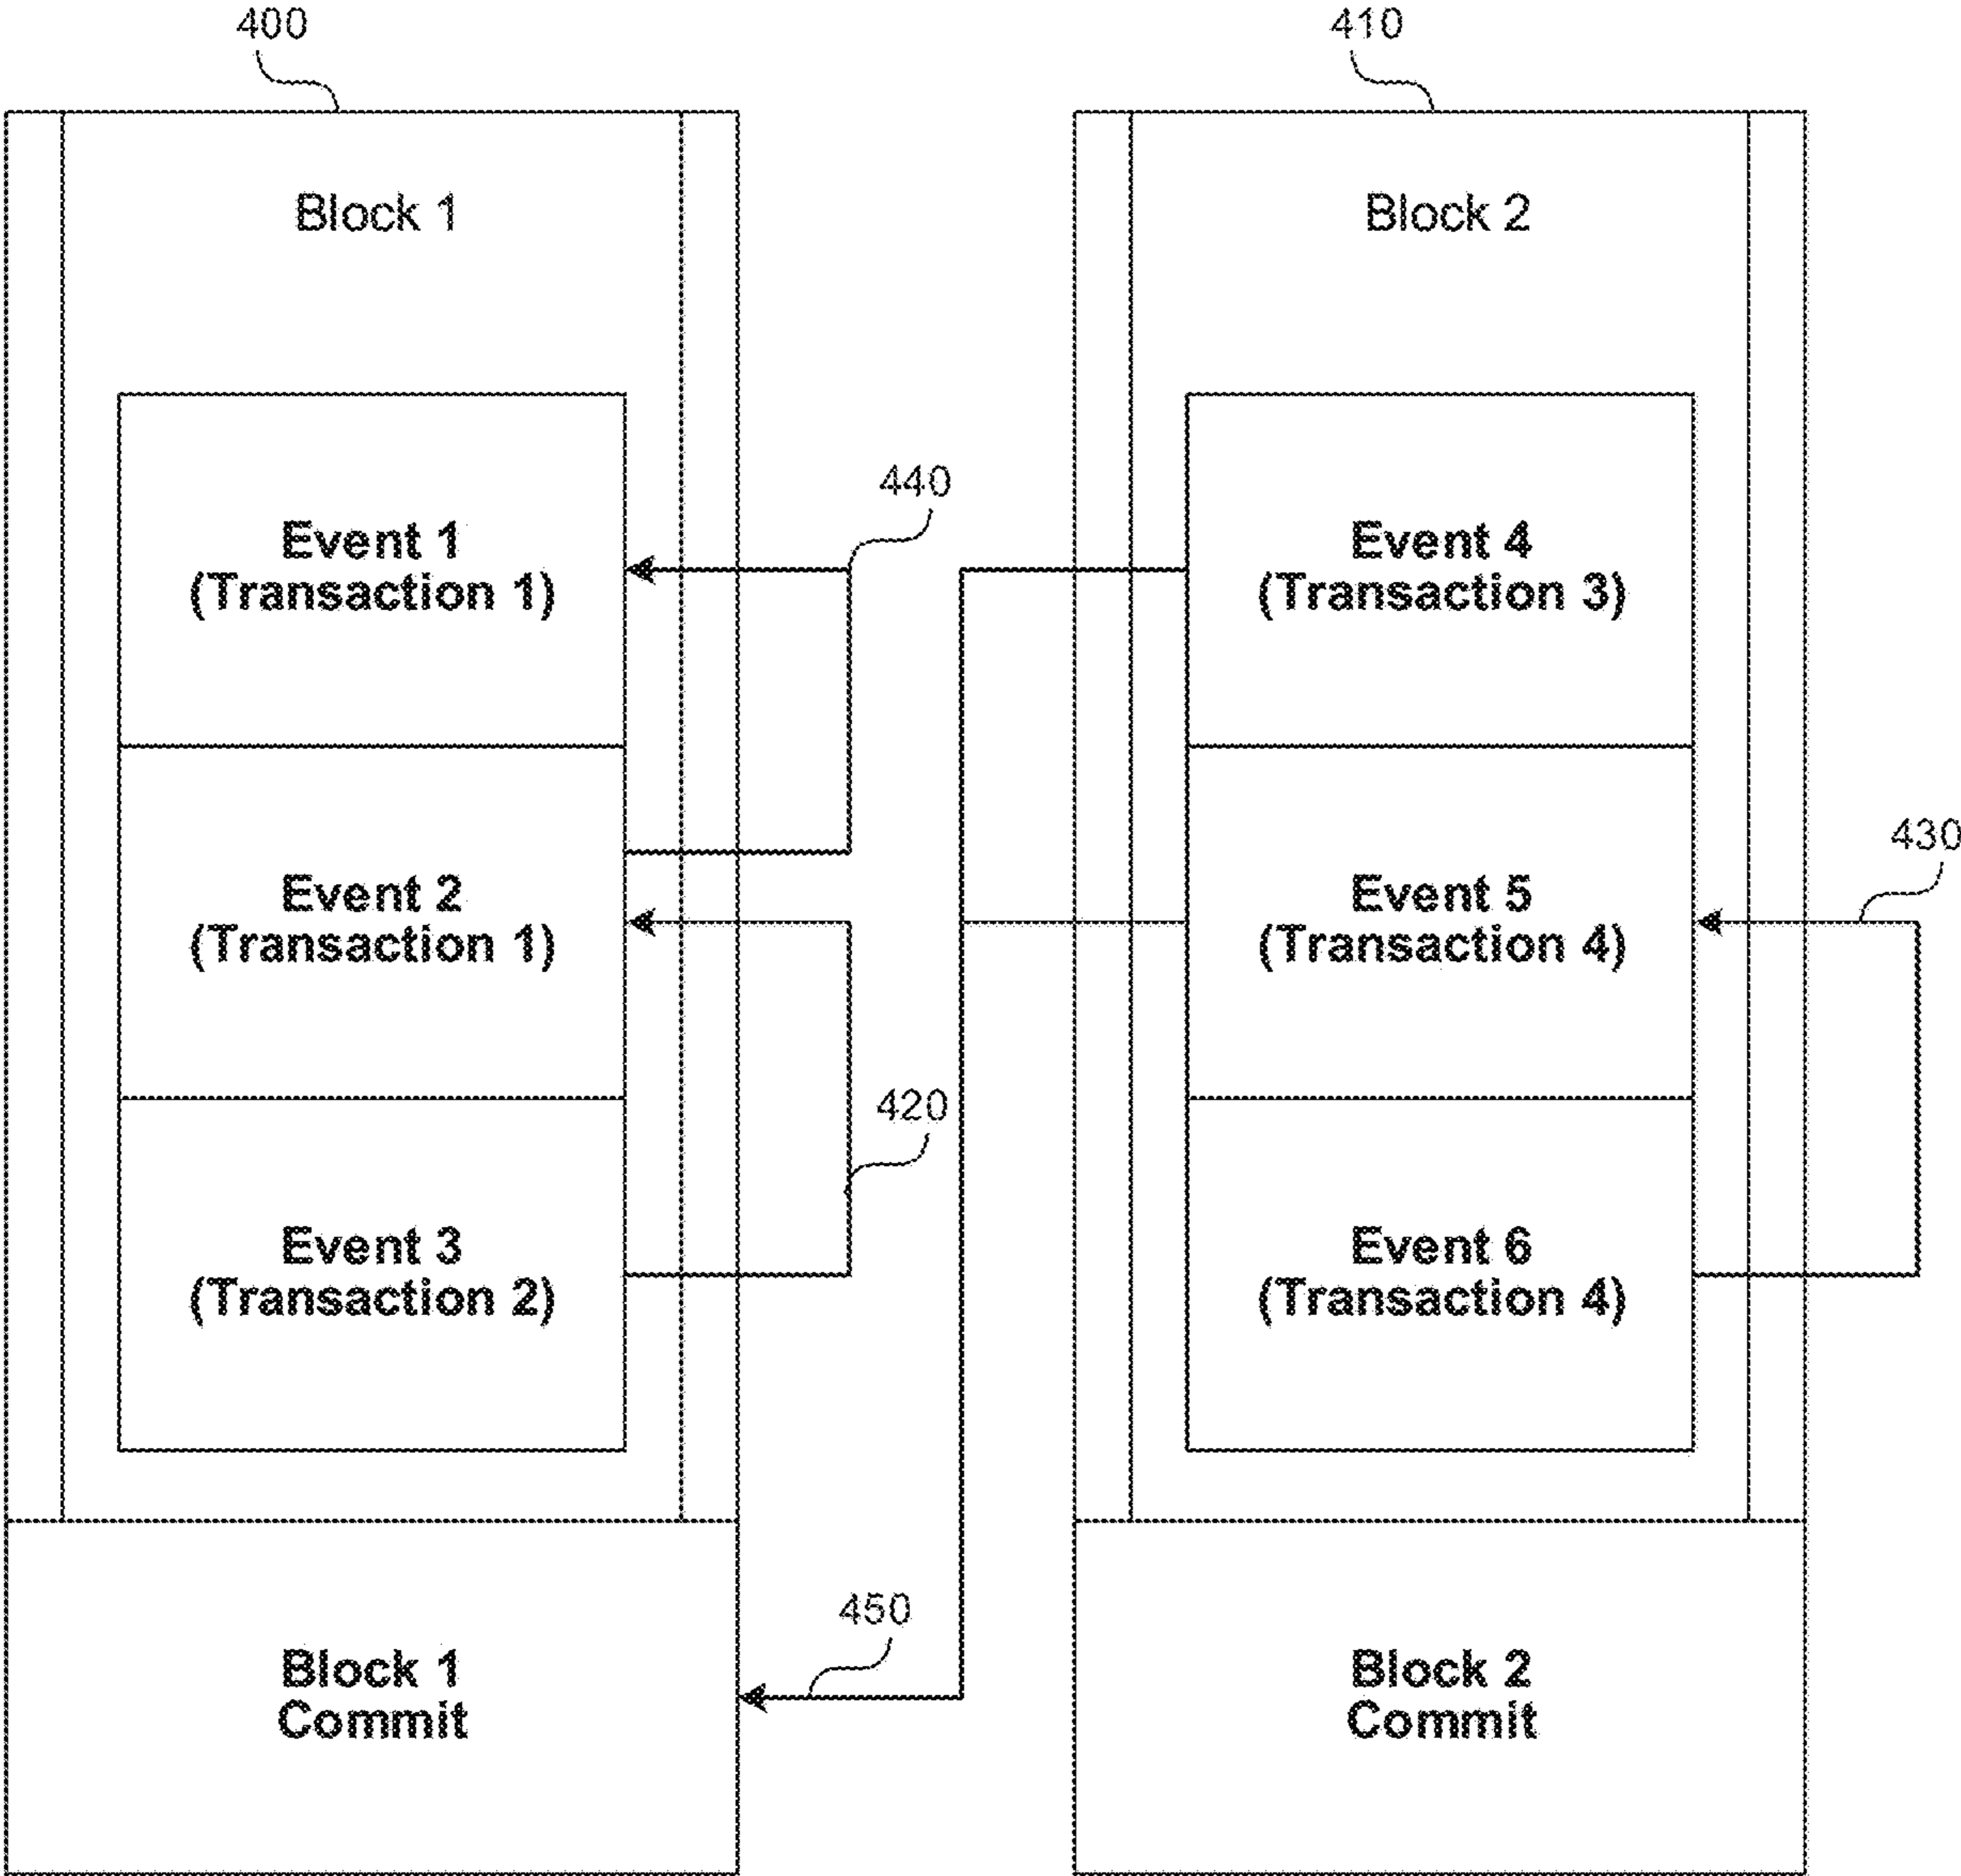 400
410
Block 1
Block 2
440
Event 1
(Transaction 1)
Event 4
(Transaction 3)
430
Event 2
(Transaction 1)
Event 5
(Transaction 4)
420
Event 3
(Transaction 2)
Event 6
(Transaction 4)
450
Block 1
Commit
Block 2
Commit